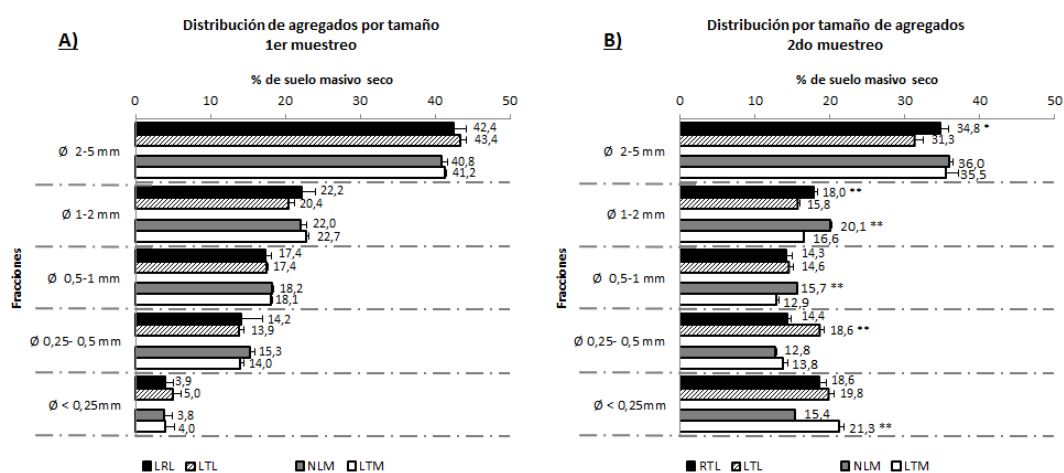 A)
Distribución de agregados por tamaño
1er muestreo
% de suelo masivo seco
0 10 20 30 40 50
Fracciones
Ø 2-5 mm
42,4
43,4
40,8
41,2
Ø 1-2 mm
22,2
20,4
22,0
22,7
Ø 0,5-1 mm
17,4
17,4
18,2
18,1
Ø 0,25- 0,5 mm
14,2
13,9
15,3
14,0
Ø < 0,25mm
3,9
5,0
3,8
4,0
LRL LTL NLM LTM
B)
Distribución por tamaño de agregados
2do muestreo
% de suelo masivo seco
0 10 20 30 40 50
Fracciones
Ø 2-5 mm
34,8 *
31,3
36,0
35,5
Ø 1-2 mm
18,0 **
15,8
20,1 **
16,6
Ø 0,5-1 mm
14,3
14,6
15,7 **
12,9
Ø 0,25- 0,5 mm
14,4
18,6 **
12,8
13,8
Ø < 0,25mm
18,6
19,8
15,4
21,3 **
RTL LTL NLM LTM